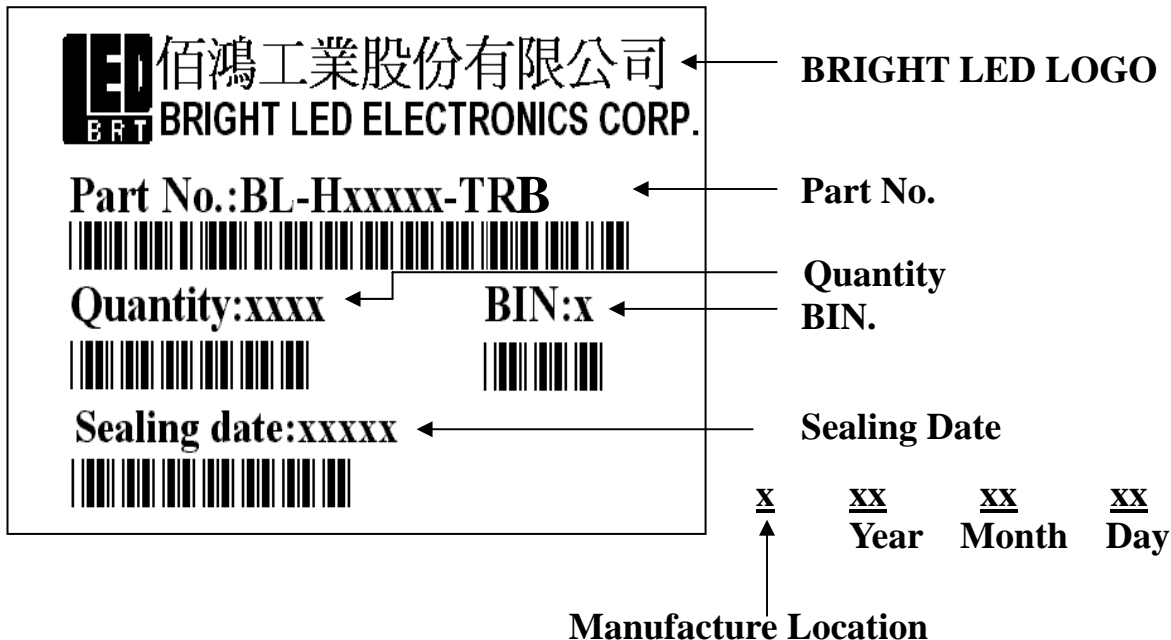 LED
佰鴻工業股份有限公司
BRT BRIGHT LED ELECTRONICS CORP.
BRIGHT LED LOGO
Part No.:BL-Hxxxxx-TRB
Part No.
Quantity
Quantity:xxxx
BIN:x
BIN.
Sealing date:xxxxx
Sealing Date
x xx xx xx
Year Month Day
Manufacture Location